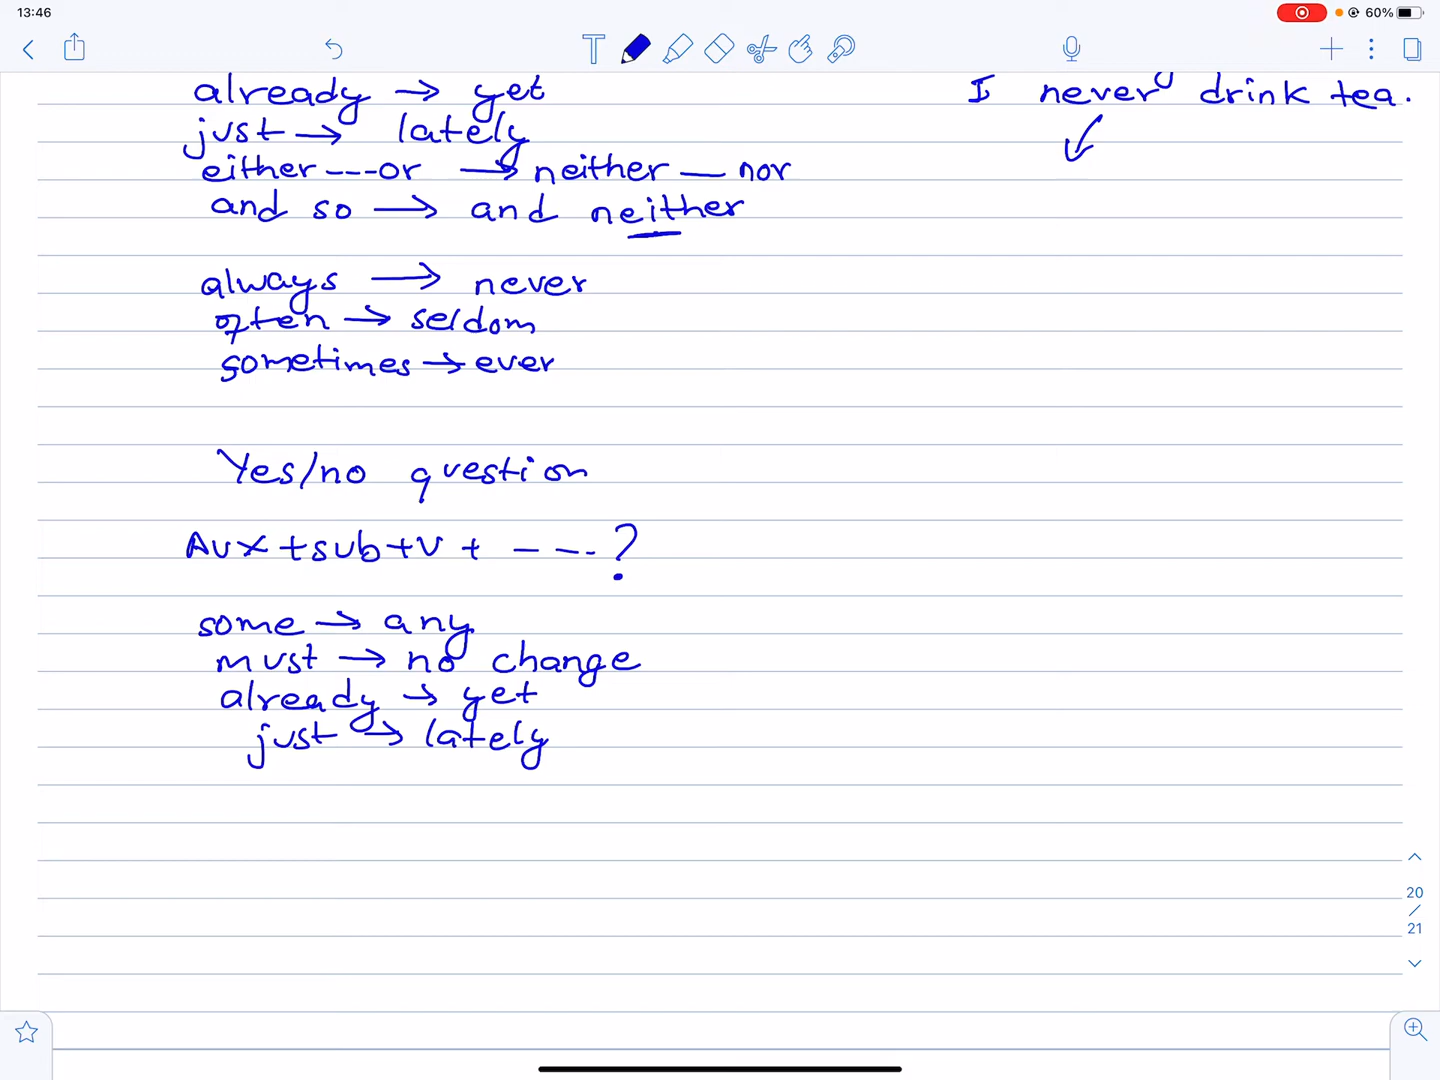 13:46
60%
already → yet
I never drink tea.
just → lately
either ---or → neither — nor
and so → and neither
always → never
often → seldom
sometimes → ever
Yes/no question
Aux + sub + V + ---- ?
some → any
must → no change
already → yet
just → lately
20
/
21